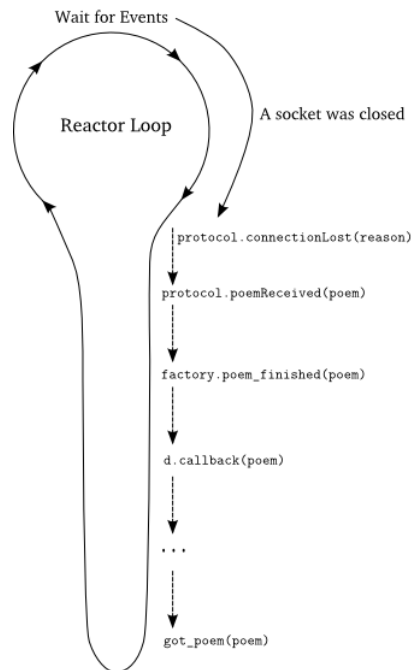 Wait for Events
Reactor Loop
A socket was closed
protocol.connectionLost(reason)
protocol.poemReceived(poem)
factory.poem_finished(poem)
d.callback(poem)
...
got_poem(poem)